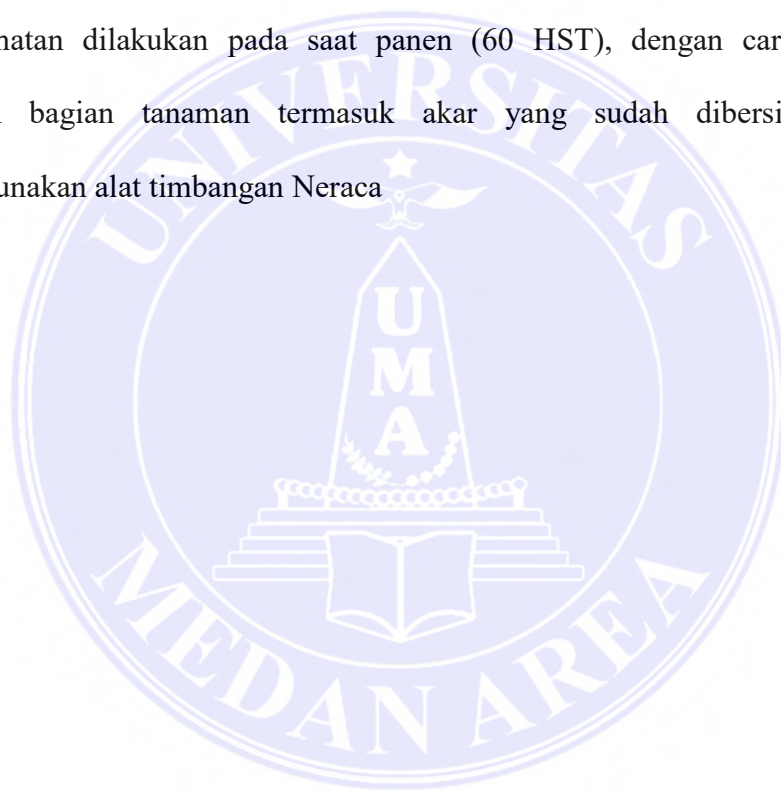 matan dilakukan pada saat panen (60 HST), dengan car
bagian tanaman termasuk akar yang sudah dibersi
unakan alat timbangan Neraca
UNIVERSITAS
UMA
MEDAN AREA